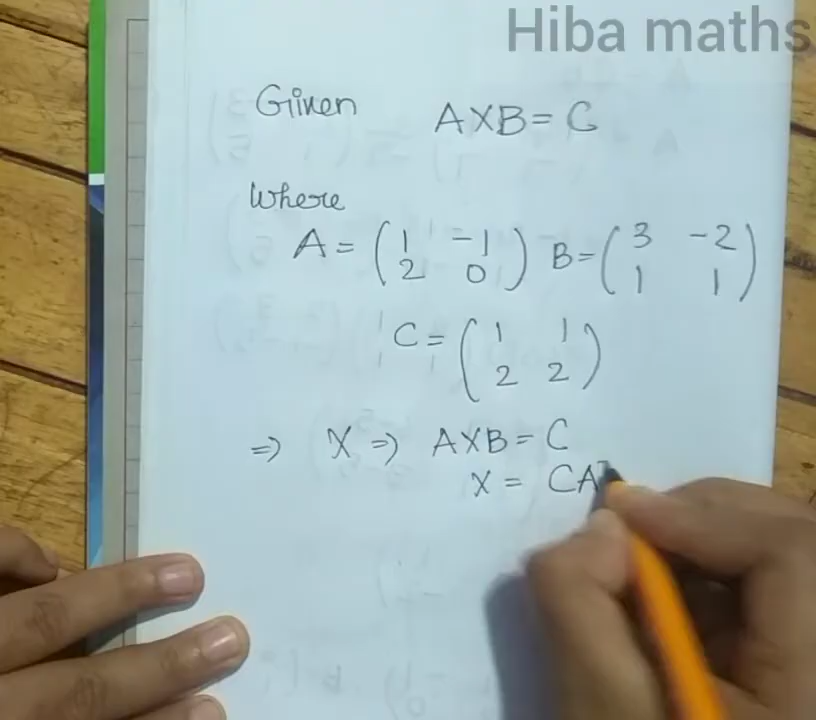 Hiba maths
Given AXB = C
Where
A = ( 1 -1 ) B = ( 3 -2 )
2 0 1 1
C = ( 1 1 )
2 2
⇒ X ⇒ AXB = C
X = CA